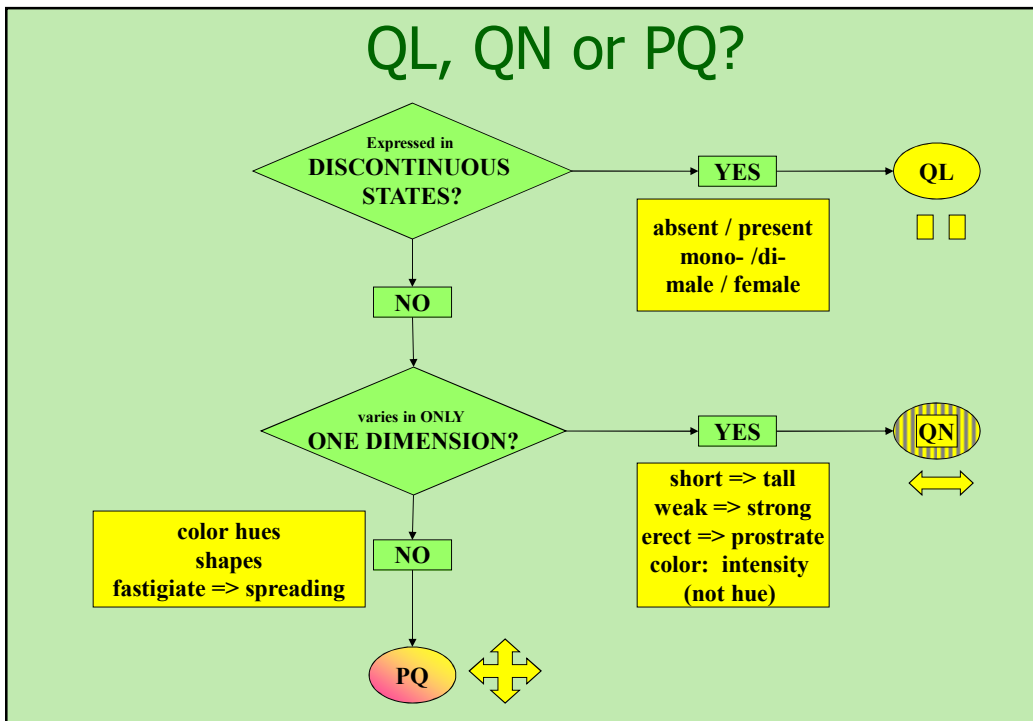 QL, QN or PQ?
Expressed in
DISCONTINUOUS
STATES?
YES
QL
absent / present
mono- /di-
male / female
NO
varies in ONLY
ONE DIMENSION?
YES
QN
short => tall
weak => strong
erect => prostrate
color: intensity
(not hue)
color hues
shapes
fastigiate => spreading
NO
PQ